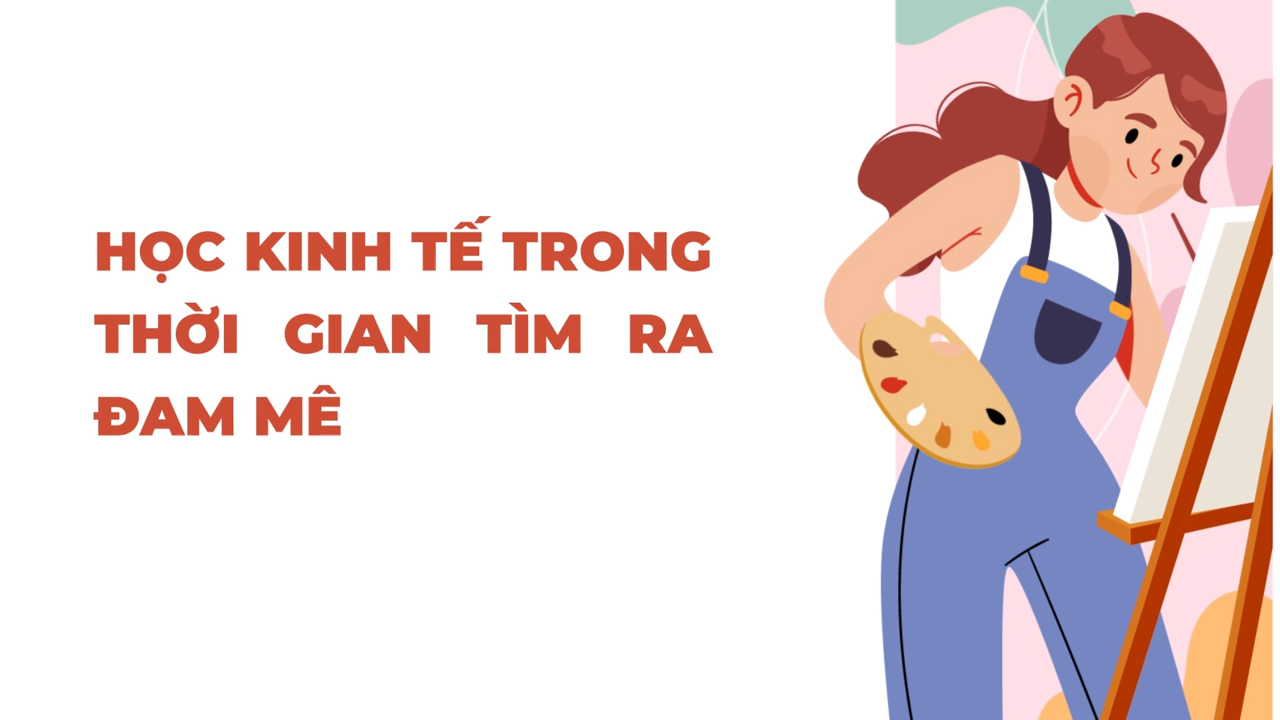 HỌC KINH TẾ TRONG
THỜI GIAN TÌM RA
ĐAM MÊ